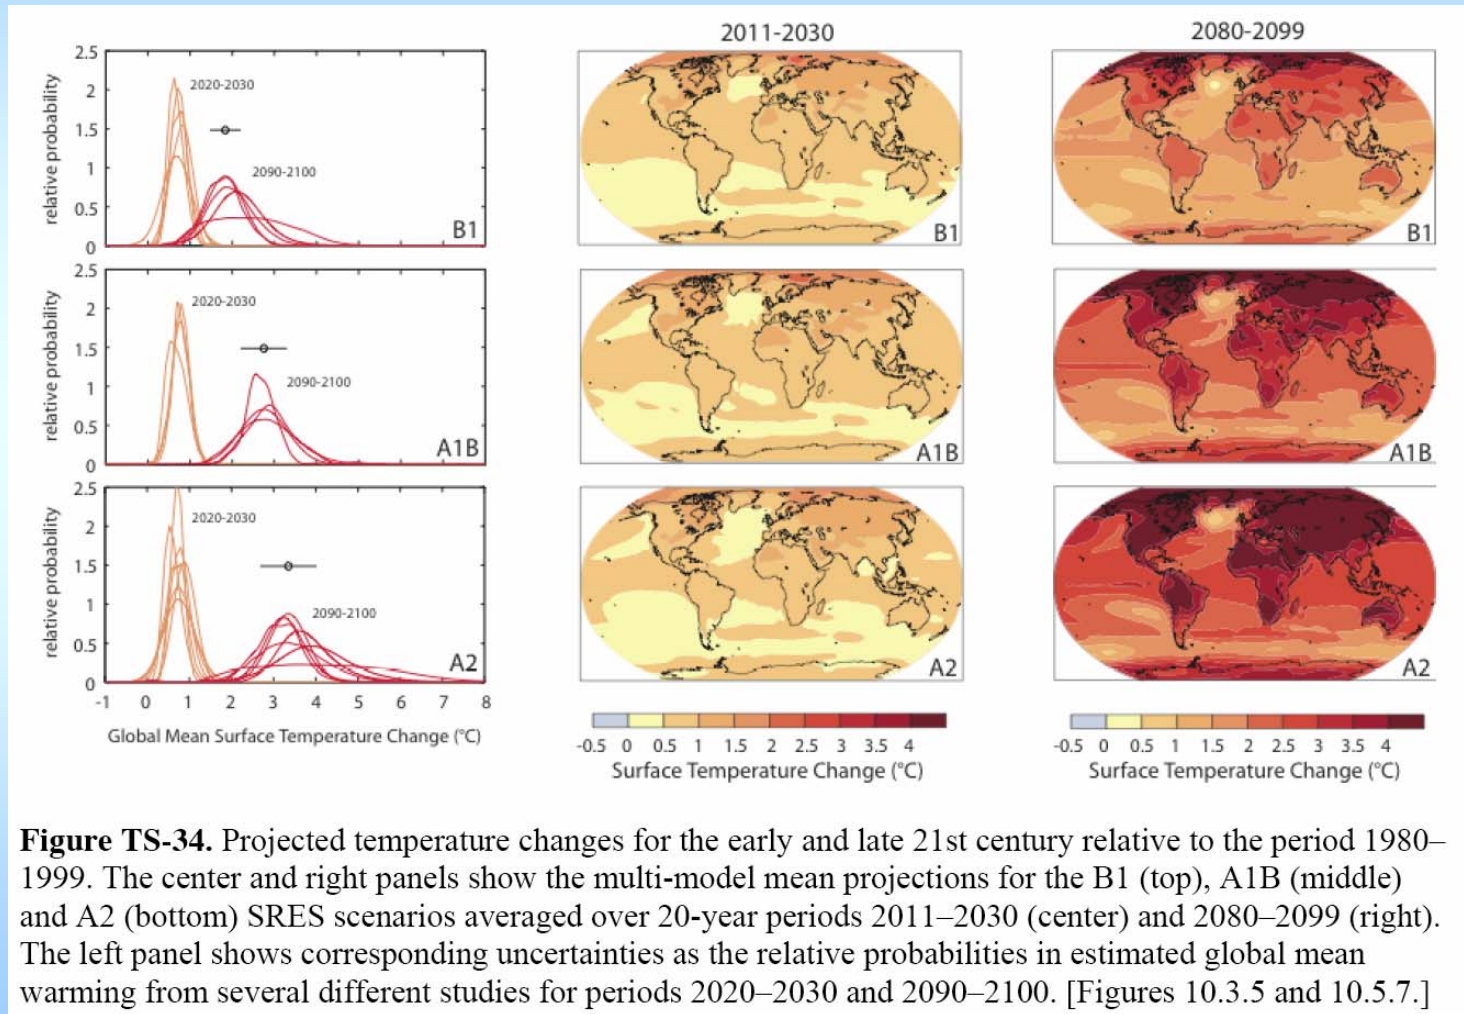 2011-2030
2080-2099
2.5
2
1.5
1
0.5
0
relative probability
2020-2030
2090-2100
B1
B1
B1
2.5
2
1.5
1
0.5
0
relative probability
2020-2030
2090-2100
A1B
A1B
A1B
2.5
2
1.5
1
0.5
0
relative probability
2020-2030
2090-2100
A2
A2
A2
-1 0 1 2 3 4 5 6 7 8
Global Mean Surface Temperature Change (°C)
-0.5 0 0.5 1 1.5 2 2.5 3 3.5 4
Surface Temperature Change (°C)
-0.5 0 0.5 1 1.5 2 2.5 3 3.5 4
Surface Temperature Change (°C)
Figure TS-34. Projected temperature changes for the early and late 21st century relative to the period 1980–
1999. The center and right panels show the multi-model mean projections for the B1 (top), A1B (middle)
and A2 (bottom) SRES scenarios averaged over 20-year periods 2011–2030 (center) and 2080–2099 (right).
The left panel shows corresponding uncertainties as the relative probabilities in estimated global mean
warming from several different studies for periods 2020–2030 and 2090–2100. [Figures 10.3.5 and 10.5.7.]